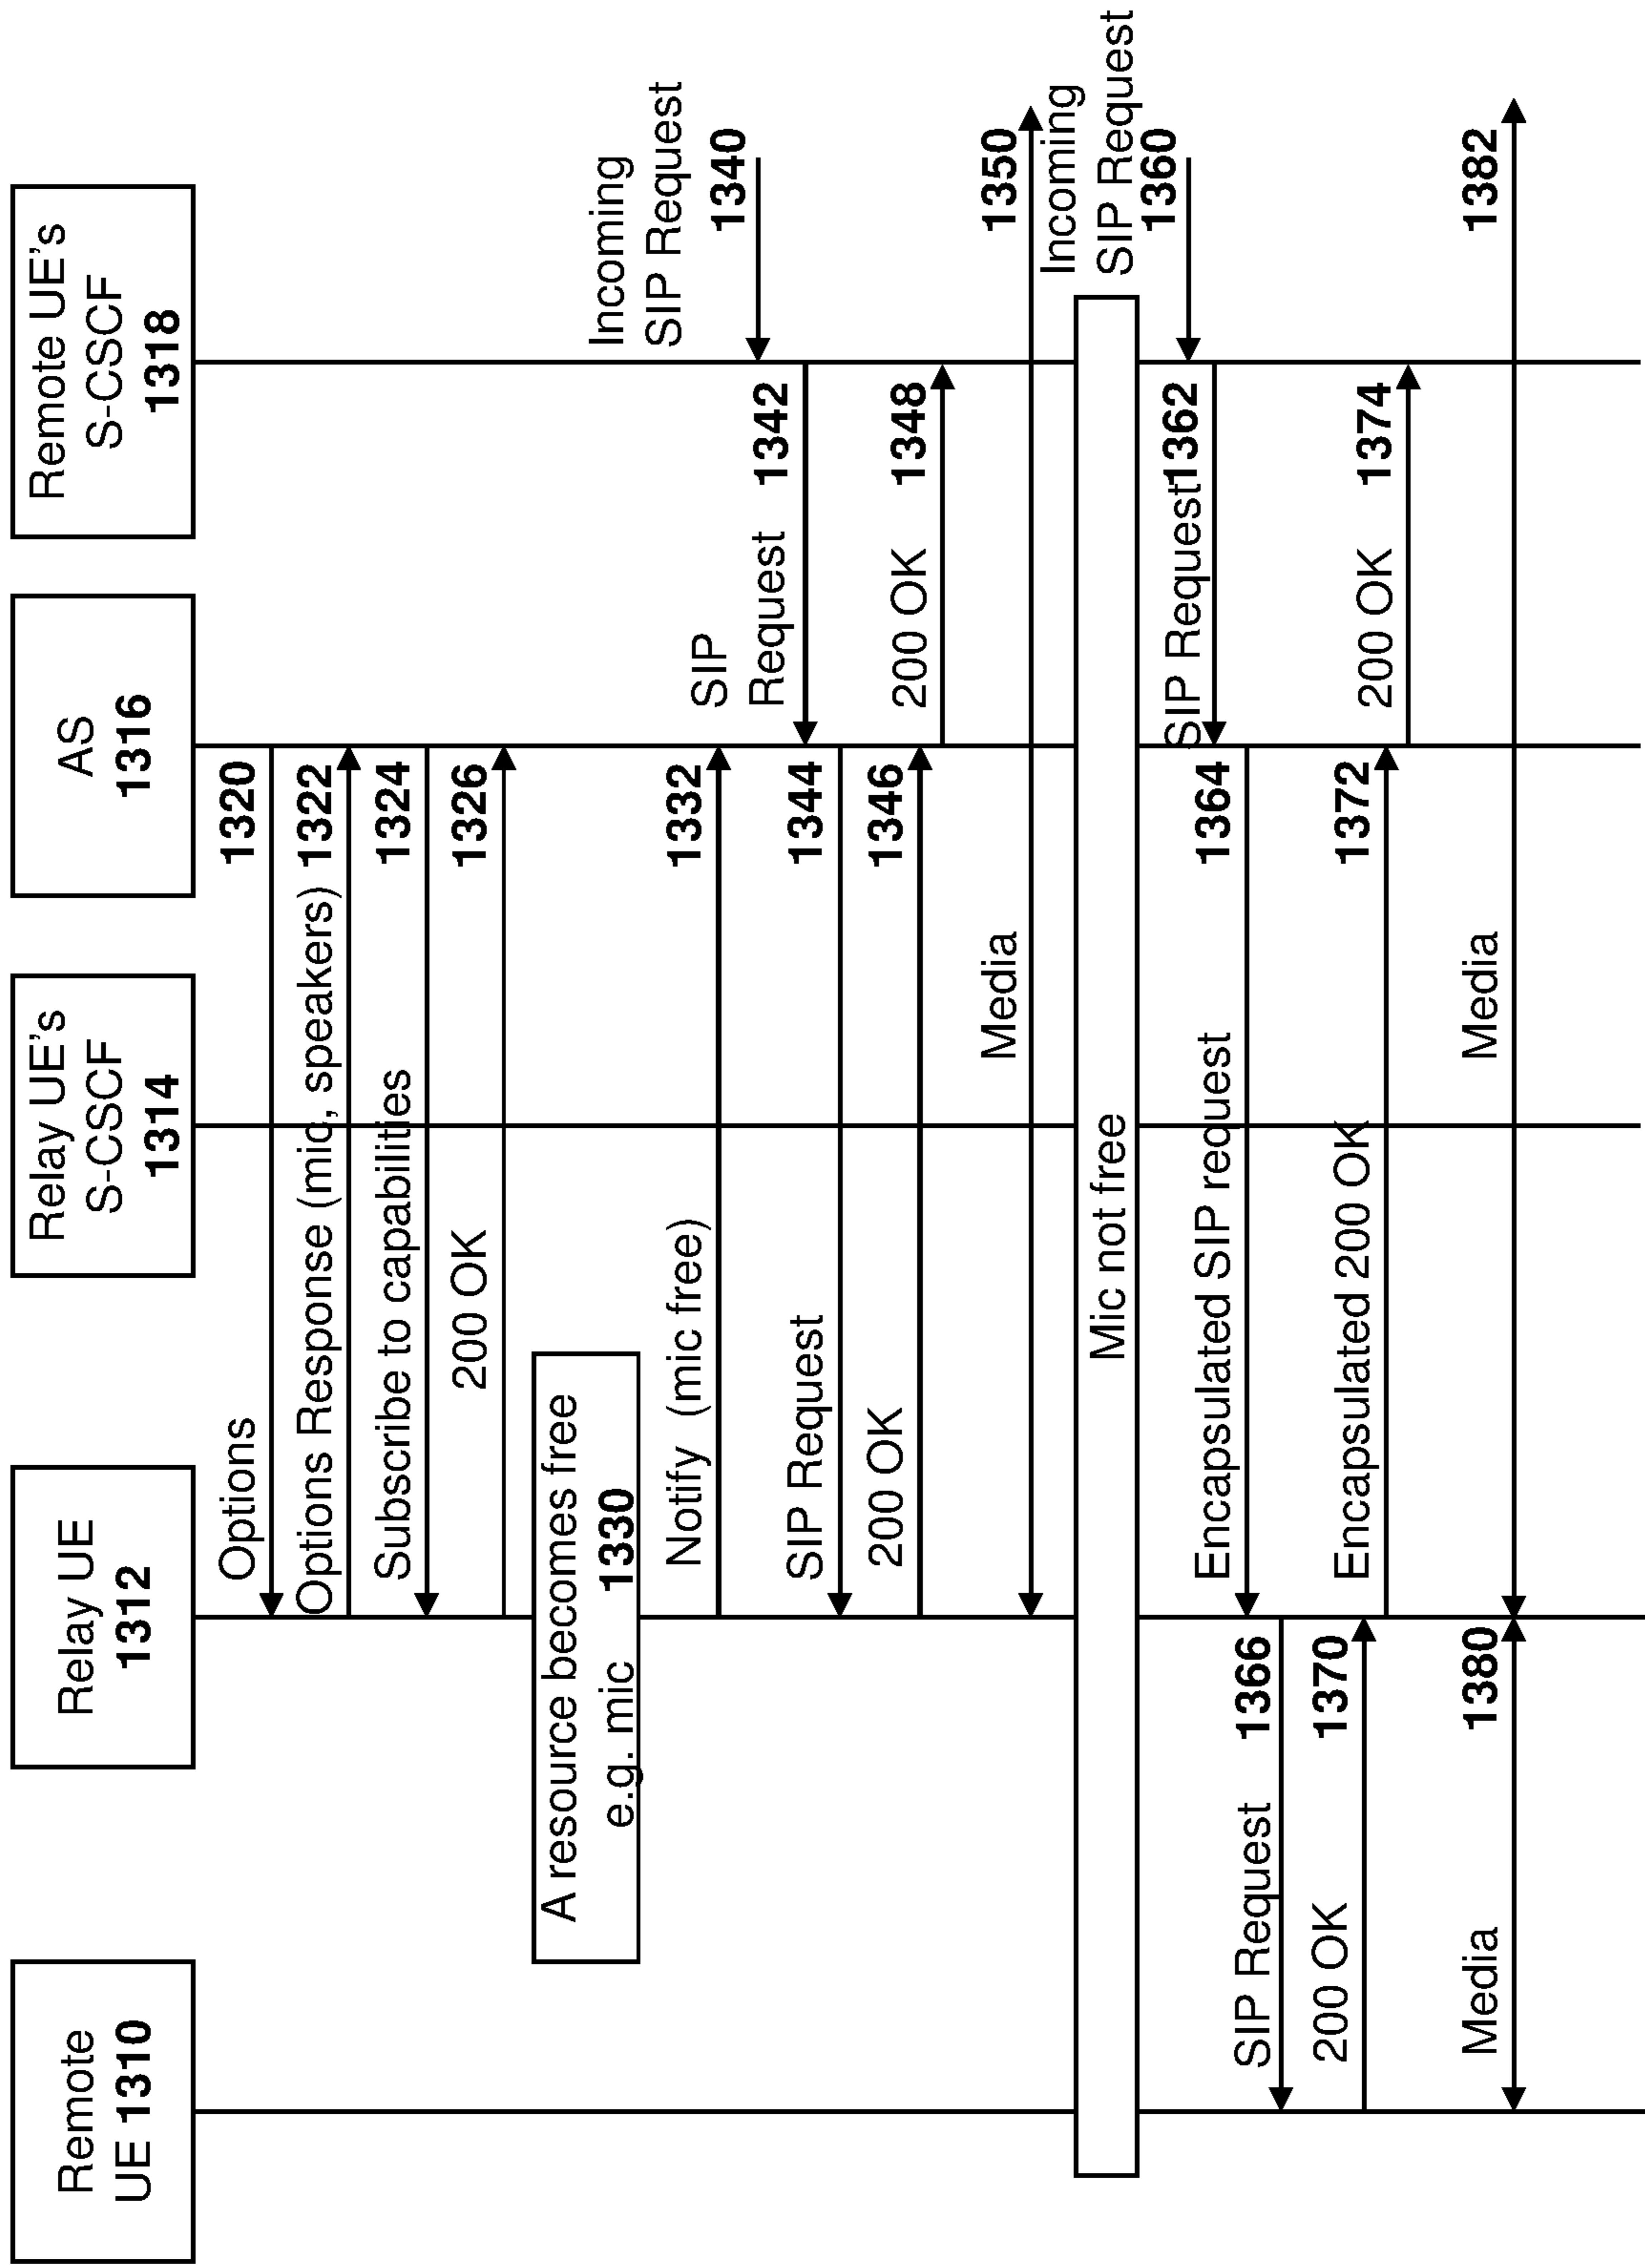 Remote
UE 1310
Relay UE
1312
Relay UE's
S-CSCF
1314
AS
1316
Remote UE's
S-CSCF
1318
Options
1320
Options Response (mic, speakers) 1322
Subscribe to capabilities
1324
200 OK
1326
A resource becomes free
e.g. mic 1330
Notify (mic free)
1332
Incoming
SIP Request
1340
SIP
Request 1342
SIP Request
1344
200 OK
1346
200 OK 1348
Media
1350
Mic not free
Incoming
SIP Request
1360
SIP Request 1362
Encapsulated SIP request
1364
SIP Request 1366
200 OK 1370
Encapsulated 200 OK
1372
200 OK 1374
Media
1380
Media
1382